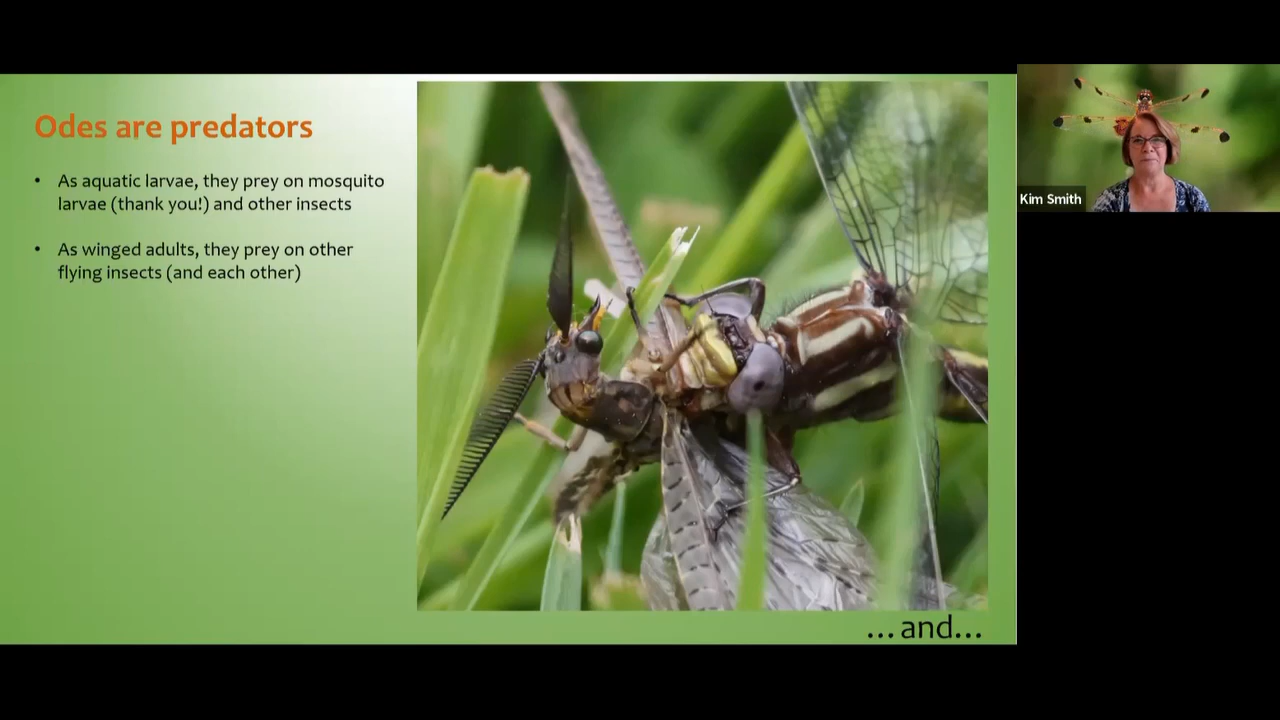 Odes are predators
• As aquatic larvae, they prey on mosquito
larvae (thank you!) and other insects
• As winged adults, they prey on other
flying insects (and each other)
...and...
Kim Smith